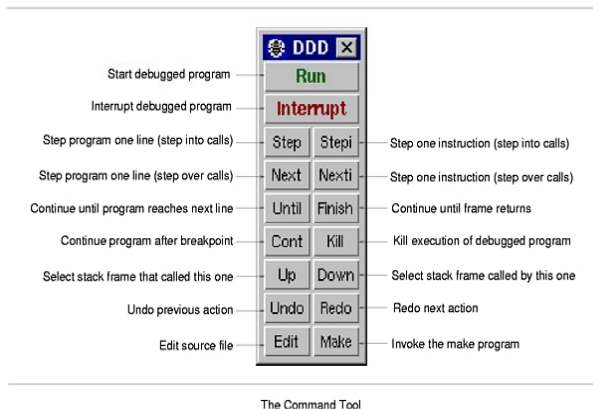 DDD
Start debugged program Run
Interrupt debugged program Interrupt
Step program one line (step into calls) Step Stepi Step one instruction (step into calls)
Step program one line (step over calls) Next Nexti Step one instruction (step over calls)
Continue until program reaches next line Until Finish Continue until frame returns
Continue program after breakpoint Cont Kill Kill execution of debugged program
Select stack frame that called this one Up Down Select stack frame called by this one
Undo previous action Undo Redo Redo next action
Edit source file Edit Make Invoke the make program
The Command Tool